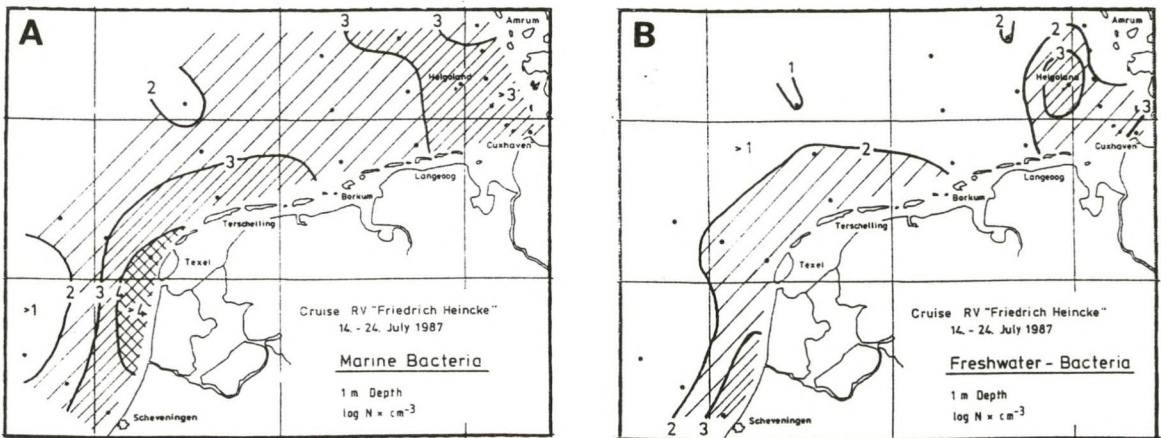 A
3
3
Amrum
2
Helgoland
>3
3
Cuxhaven
Langeoog
Borkum
Terschelling
Texel
2
3
>4
>1
Cruise RV "Friedrich Heincke"
14. - 24. July 1987
Marine Bacteria
1 m Depth
log N × cm⁻³
Scheveningen
B
2
2
Amrum
3
1
Helgoland
3
>1
2
Cuxhaven
Langeoog
Borkum
Terschelling
Texel
Cruise RV "Friedrich Heincke"
14. - 24. July 1987
Freshwater - Bacteria
1 m Depth
log N × cm⁻³
Scheveningen
2
3